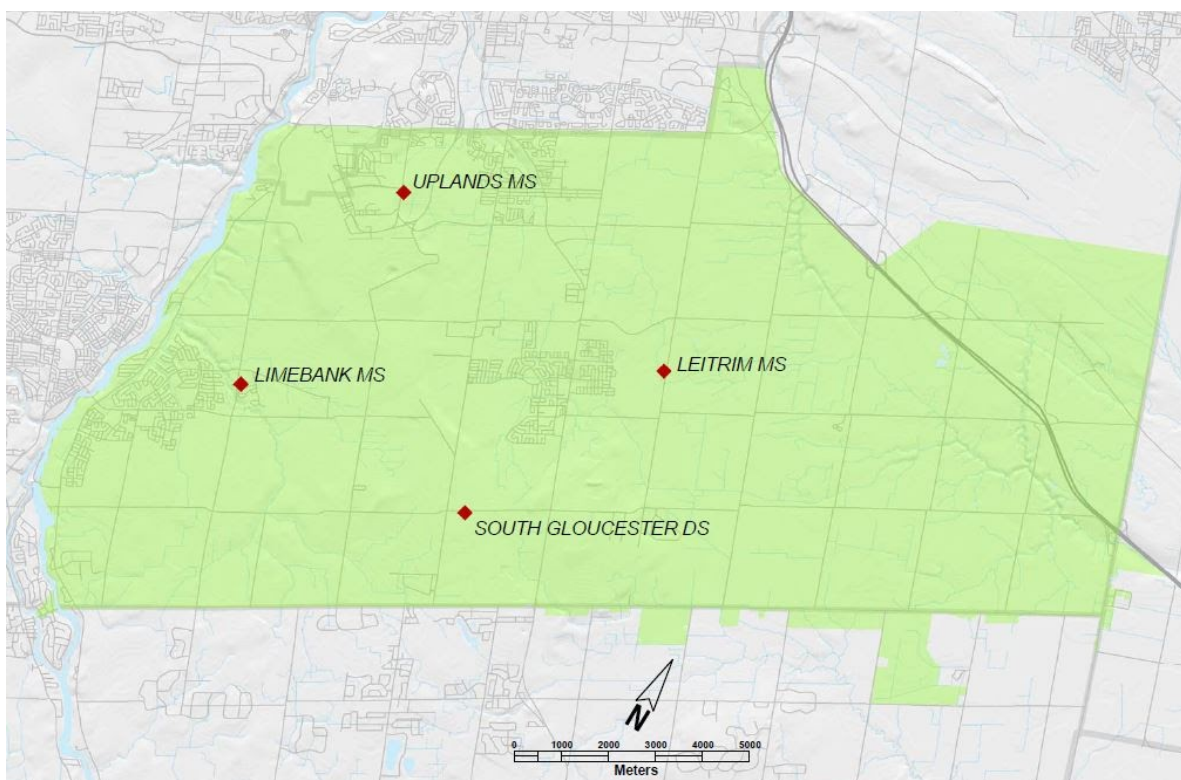 UPLANDS MS
LIMEBANK MS
LEITRIM MS
SOUTH GLOUCESTER DS
N
0 1000 2000 3000 4000 5000
Meters